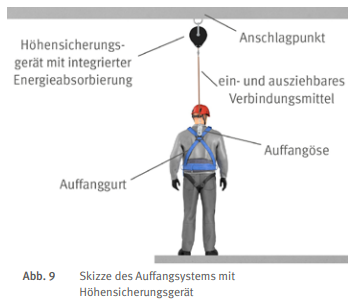 Höhensicherungs-
gerät mit integrierter
Energieabsorbierung
Anschlagpunkt
ein- und ausziehbares
Verbindungsmittel
Auffangöse
Auffanggurt
Abb. 9 Skizze des Auffangsystems mit
Höhensicherungsgerät